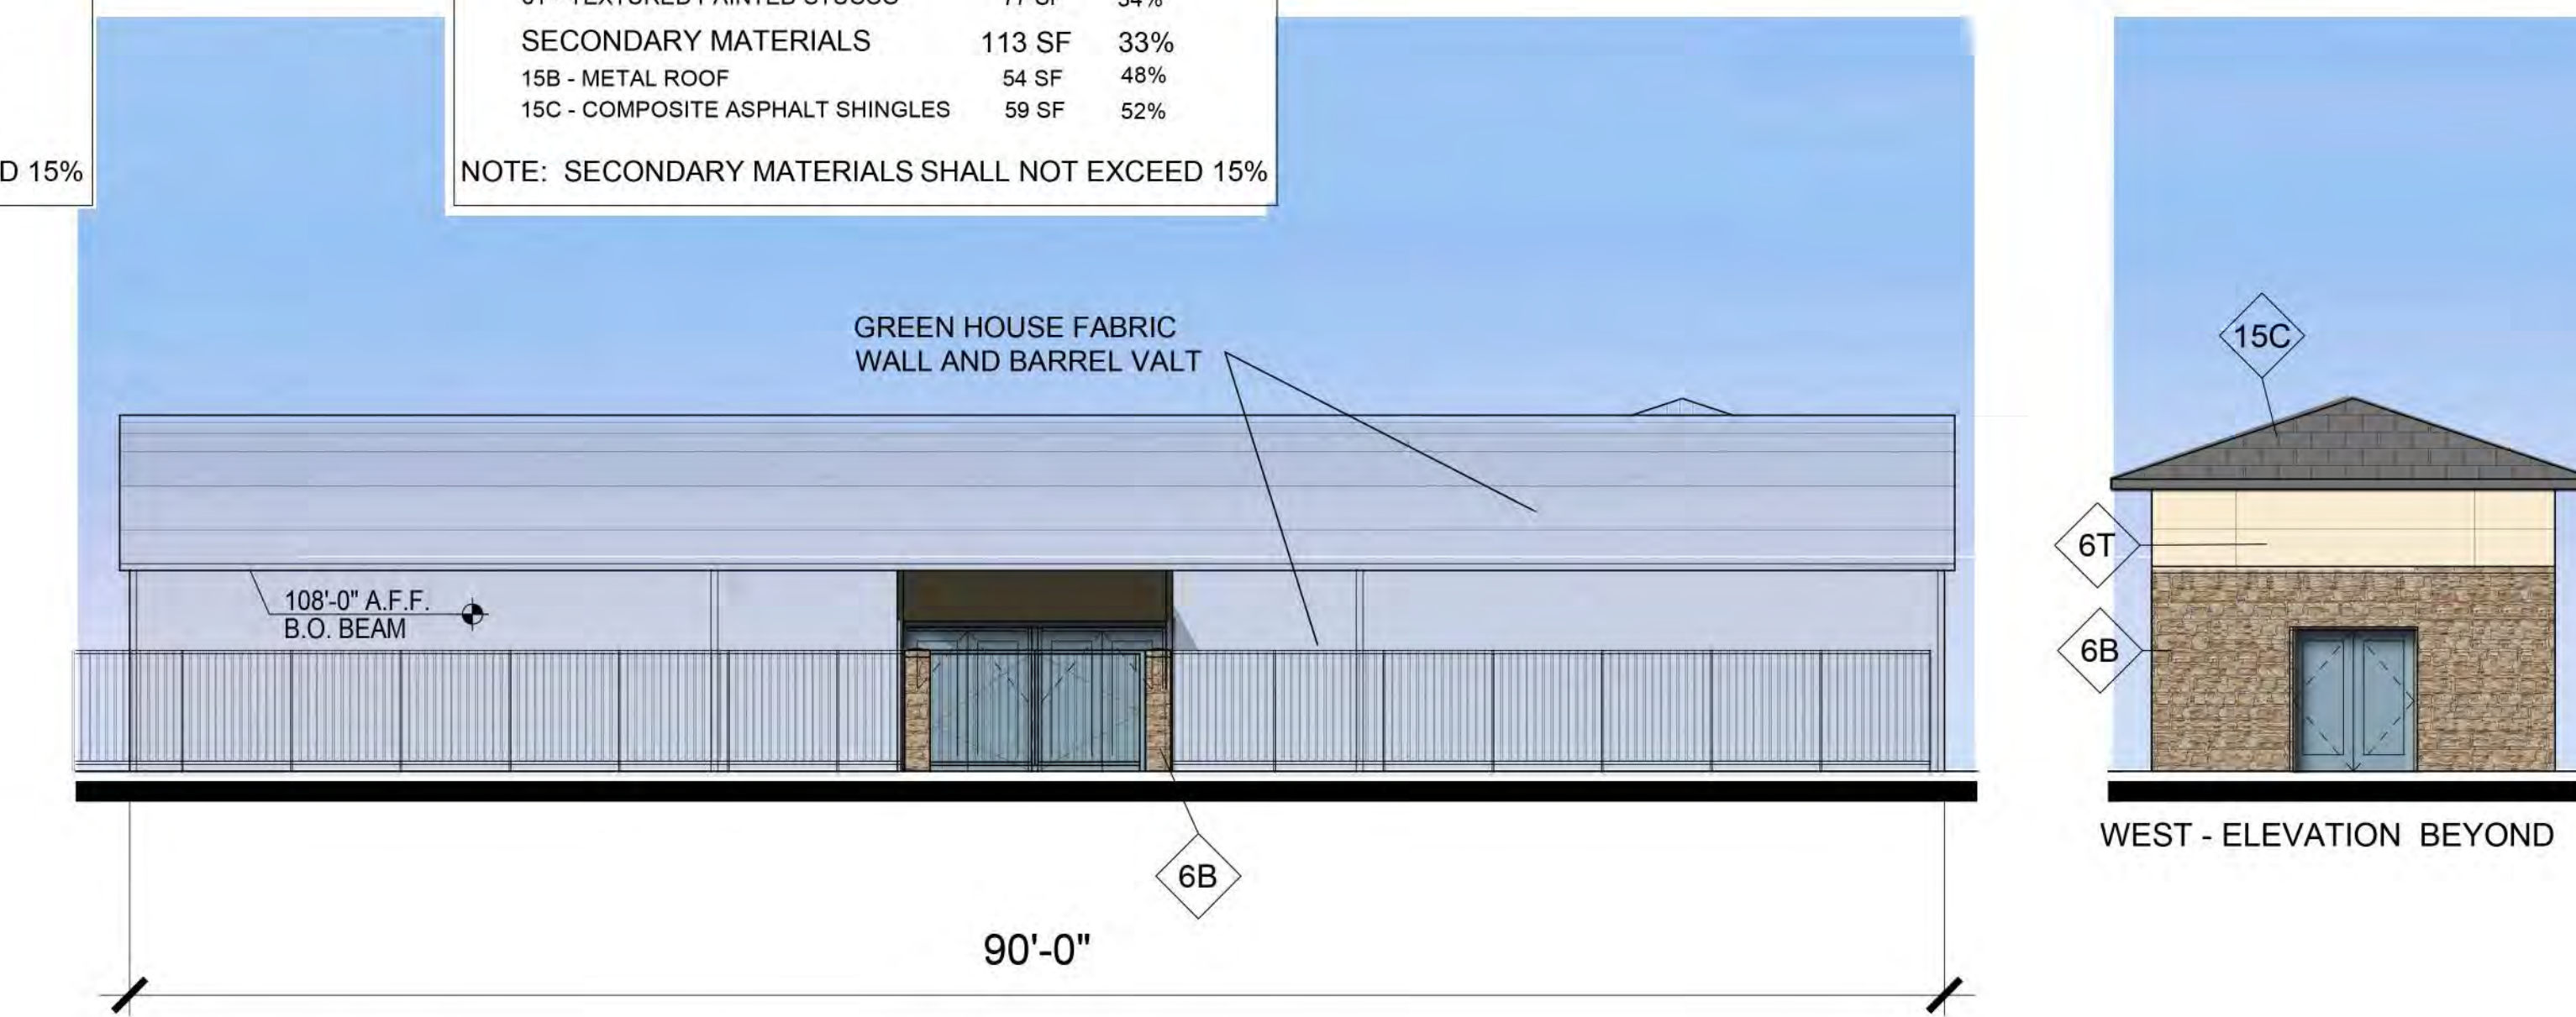 SECONDARY MATERIALS 113 SF 33%
15B - METAL ROOF 54 SF 48%
15C - COMPOSITE ASPHALT SHINGLES 59 SF 52%
D 15%
NOTE: SECONDARY MATERIALS SHALL NOT EXCEED 15%
GREEN HOUSE FABRIC
WALL AND BARREL VALT
15C
6T
108'-0" A.F.F.
B.O. BEAM
6B
WEST - ELEVATION BEYOND
6B
90'-0"